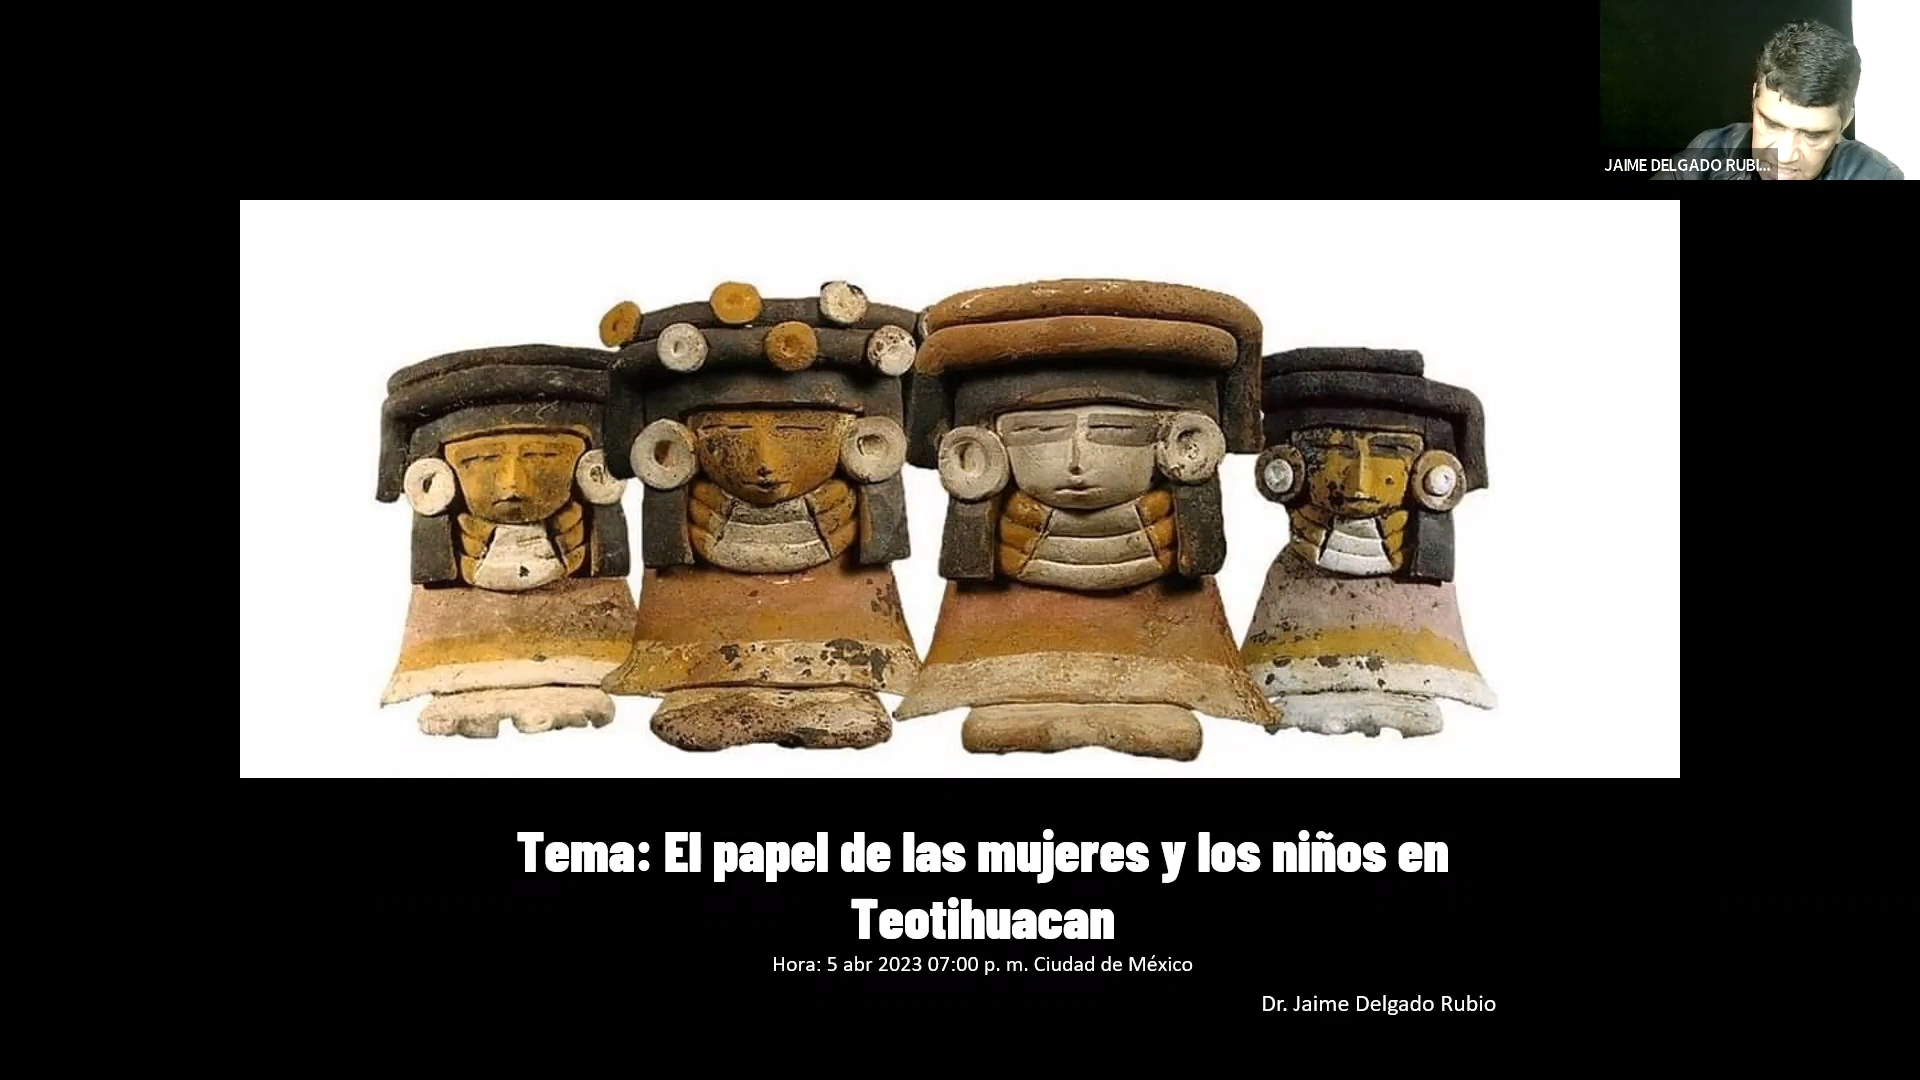 JAIME DELGADO RUBI...
Tema: El papel de las mujeres y los niños en
Teotihuacan
Hora: 5 abr 2023 07:00 p. m. Ciudad de México
Dr. Jaime Delgado Rubio